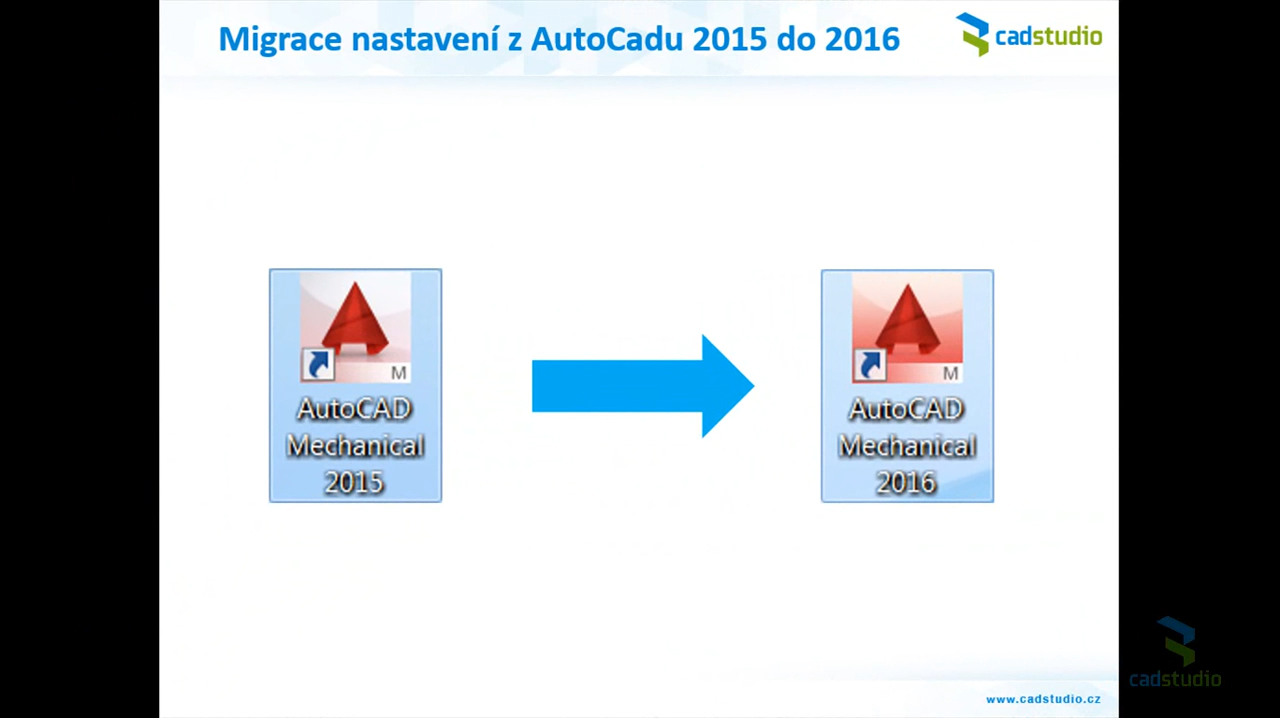 Migrace nastavení z AutoCadu 2015 do 2016
cadstudio
M
AutoCAD
Mechanical
2015
M
AutoCAD
Mechanical
2016
cadstudio
www.cadstudio.cz